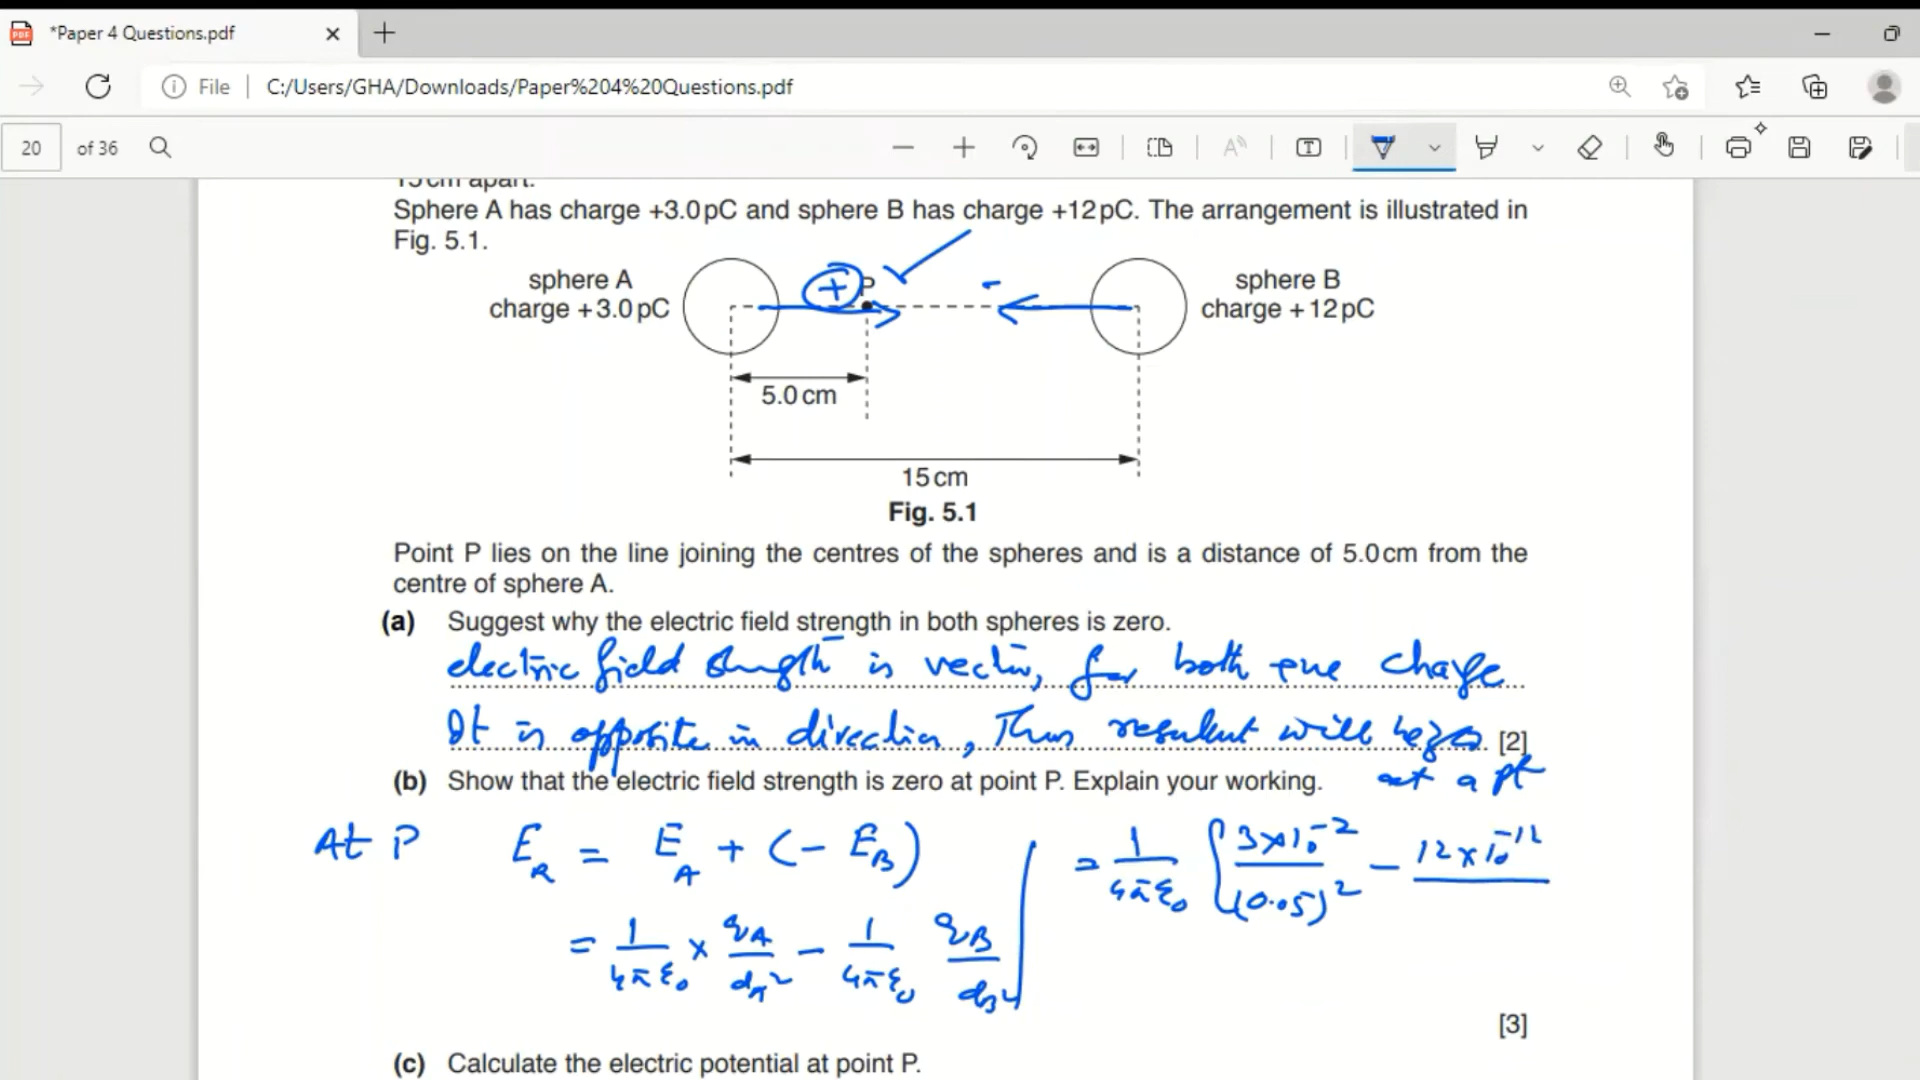 *Paper 4 Questions.pdf
File
C:/Users/GHA/Downloads/Paper%204%20Questions.pdf
20 of 36
15cm apart.
Sphere A has charge +3.0pC and sphere B has charge +12pC. The arrangement is illustrated in
Fig. 5.1.
sphere A
charge +3.0pC
+ P
-
sphere B
charge +12pC
5.0cm
15cm
Fig. 5.1
Point P lies on the line joining the centres of the spheres and is a distance of 5.0cm from the
centre of sphere A.
(a) Suggest why the electric field strength in both spheres is zero.
electric field strength is vector, for both +ve charge
It is opposite in direction, Thus resultant will be zero [2]
at a pt
(b) Show that the electric field strength is zero at point P. Explain your working.
At P E_R = E_A + (- E_B)
= 1/4πε₀ × q_A/d_A² - 1/4πε₀ q_B/d_B²
= 1/4πε₀ [3×10⁻²/(0.05)² - 12×10⁻¹²
[3]
(c) Calculate the electric potential at point P.